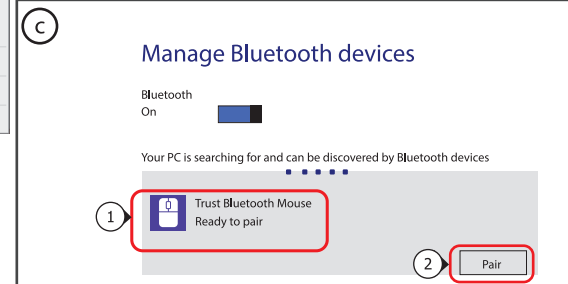 C
Manage Bluetooth devices
Bluetooth
On
Your PC is searching for and can be discovered by Bluetooth devices
1
Trust Bluetooth Mouse
Ready to pair
2
Pair